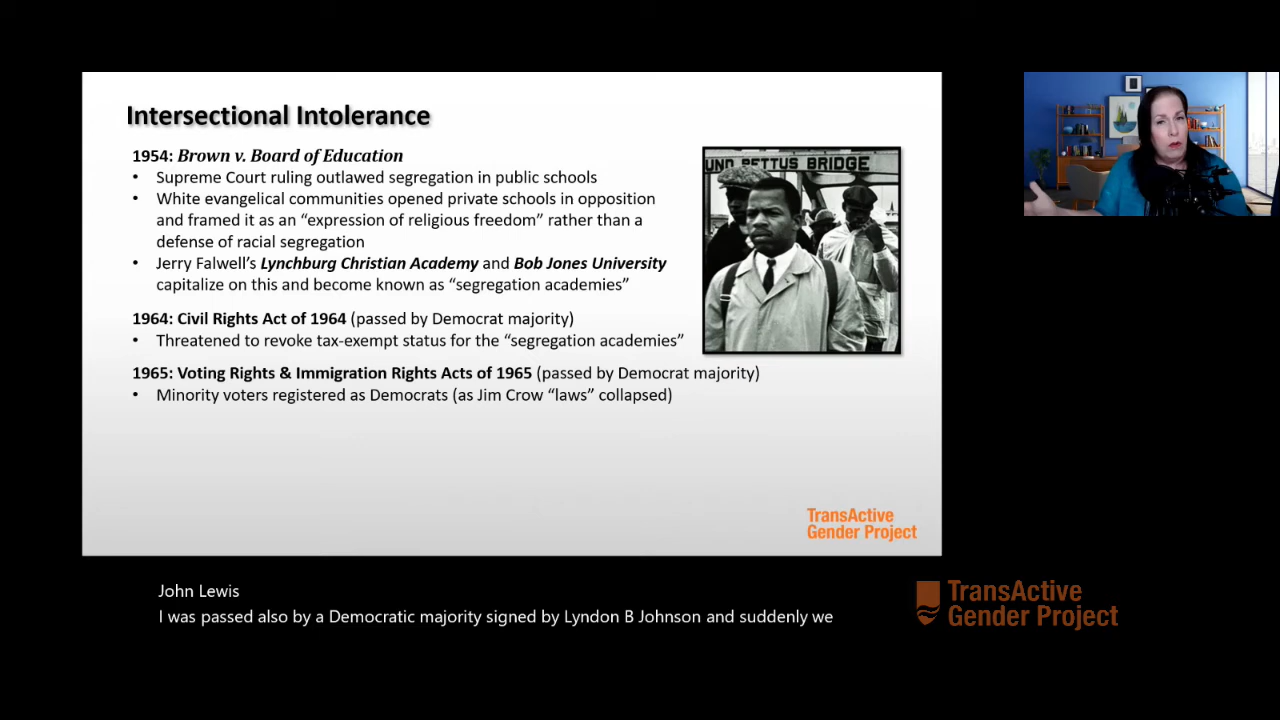 Intersectional Intolerance
1954: Brown v. Board of Education
• Supreme Court ruling outlawed segregation in public schools
• White evangelical communities opened private schools in opposition
and framed it as an “expression of religious freedom” rather than a
defense of racial segregation
• Jerry Falwell’s Lynchburg Christian Academy and Bob Jones University
capitalize on this and become known as “segregation academies”
1964: Civil Rights Act of 1964 (passed by Democrat majority)
• Threatened to revoke tax-exempt status for the “segregation academies”
1965: Voting Rights & Immigration Rights Acts of 1965 (passed by Democrat majority)
• Minority voters registered as Democrats (as Jim Crow “laws” collapsed)
UND PETTUS BRIDGE
TransActive
Gender Project
John Lewis
I was passed also by a Democratic majority signed by Lyndon B Johnson and suddenly we
TransActive
Gender Project